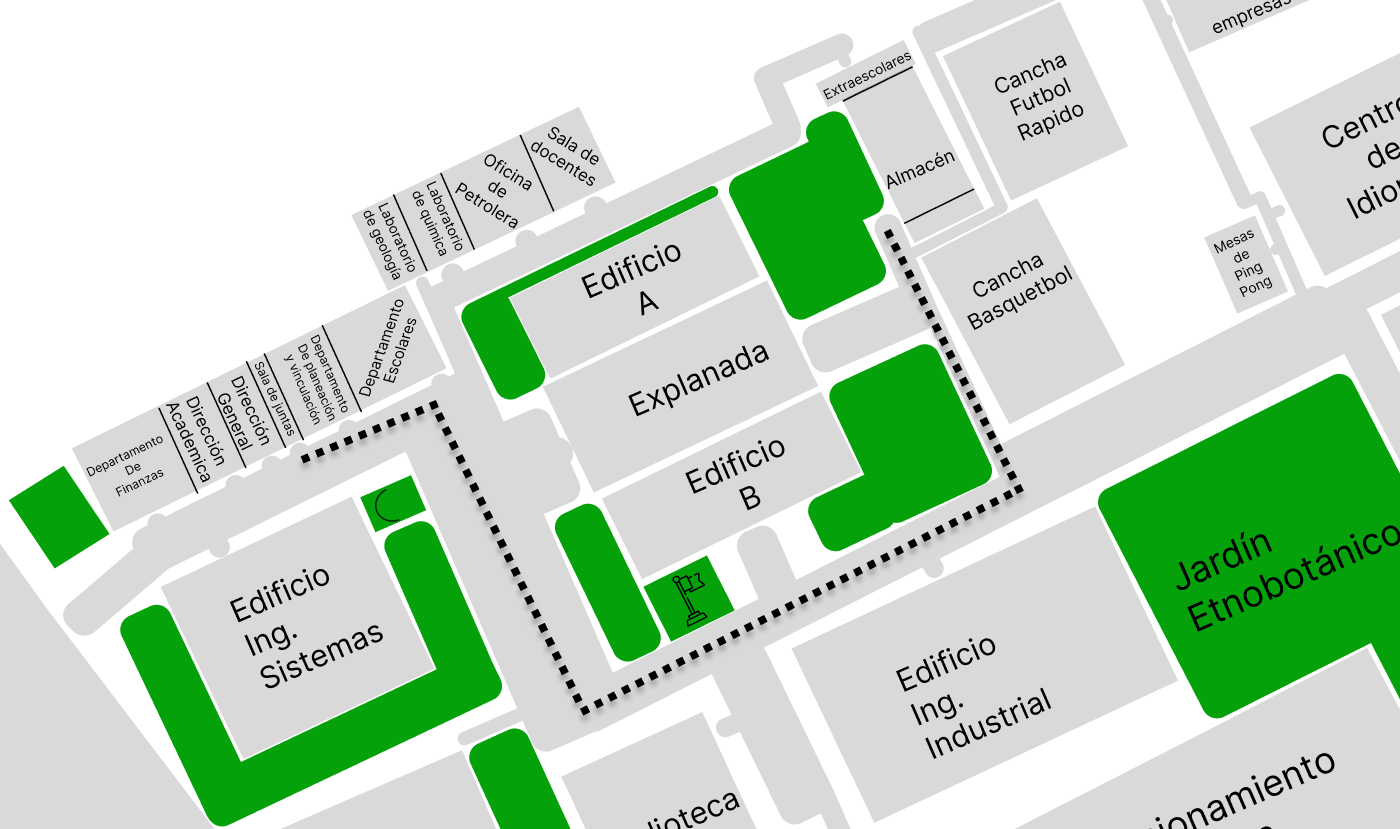 empresas
Extraescolares
Cancha
Futbol
Rapido
Centro
de
Almacén
Sala de
docentes
Oficina
de
Petrolera
Laboratorio
de química
Laboratorio
de geología
Edificio
A
Cancha
Basquetbol
Mesas
de
Ping
Pong
Explanada
Departamento
Escolares
Departamento
De planeación
y vinculación
Sala de juntas
Dirección
General
Dirección
Academica
Departamento
De
Finanzas
Edificio
B
Edificio
Ing.
Sistemas
Jardín
Etnobotánico
Edificio
Ing.
Industrial